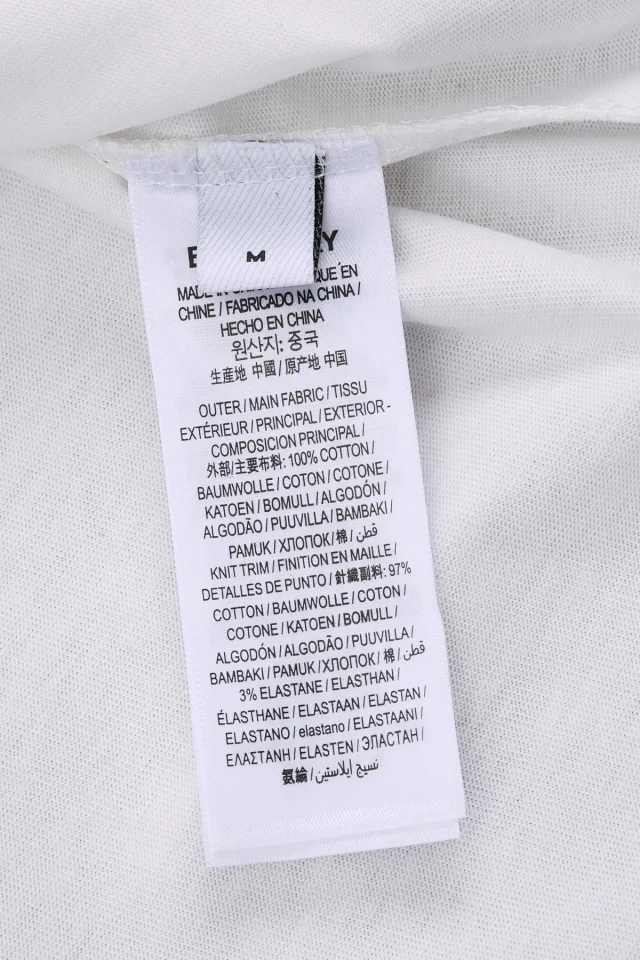 M
MADE IN
QUE EN
CHINE / FABRICADO NA CHINA /
HECHO EN CHINA
원산지: 중국
生産地 中國 / 原产地 中国
OUTER / MAIN FABRIC / TISSU
EXTÉRIEUR / PRINCIPAL / EXTERIOR -
COMPOSICION PRINCIPAL /
外部/主要布料: 100% COTTON /
BAUMWOLLE / COTON / COTONE /
KATOEN / BOMULL / ALGODÓN /
ALGODÃO / PUUVILLA / BAMBAKI /
PAMUK / ХЛОПОК / 棉 / قطن /
KNIT TRIM / FINITION EN MAILLE /
DETALLES DE PUNTO / 針織副料: 97%
COTTON / BAUMWOLLE / COTON /
COTONE / KATOEN / BOMULL /
ALGODÓN / ALGODÃO / PUUVILLA /
BAMBAKI / PAMUK / ХЛОПОК / 棉 / قطن /
3% ELASTANE / ELASTHAN /
ÉLASTHANE / ELASTAAN / ELASTAN /
ELASTANO / elastano / ELASTAANI /
ΕΛΑΣΤΑΝΗ / ELASTEN / ЭЛАСТАН /
氨綸 / نسيج ايلاستين /